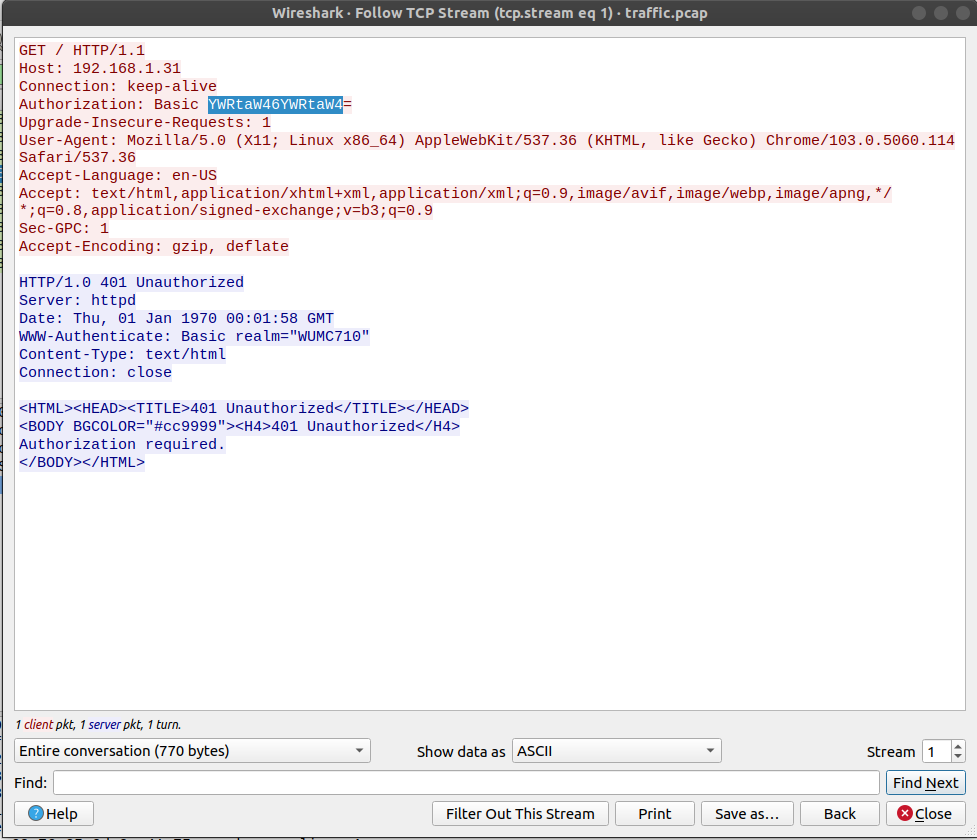 Wireshark · Follow TCP Stream (tcp.stream eq 1) · traffic.pcap
GET / HTTP/1.1
Host: 192.168.1.31
Connection: keep-alive
Authorization: Basic YWRtaW46YWRtaW4=
Upgrade-Insecure-Requests: 1
User-Agent: Mozilla/5.0 (X11; Linux x86_64) AppleWebKit/537.36 (KHTML, like Gecko) Chrome/103.0.5060.114
Safari/537.36
Accept-Language: en-US
Accept: text/html,application/xhtml+xml,application/xml;q=0.9,image/avif,image/webp,image/apng,*/
*;q=0.8,application/signed-exchange;v=b3;q=0.9
Sec-GPC: 1
Accept-Encoding: gzip, deflate
HTTP/1.0 401 Unauthorized
Server: httpd
Date: Thu, 01 Jan 1970 00:01:58 GMT
WWW-Authenticate: Basic realm="WUMC710"
Content-Type: text/html
Connection: close
<HTML><HEAD><TITLE>401 Unauthorized</TITLE></HEAD>
<BODY BGCOLOR="#cc9999"><H4>401 Unauthorized</H4>
Authorization required.
</BODY></HTML>
1 client pkt, 1 server pkt, 1 turn.
Entire conversation (770 bytes) Show data as ASCII Stream 1
Find: Find Next
Help Filter Out This Stream Print Save as… Back Close